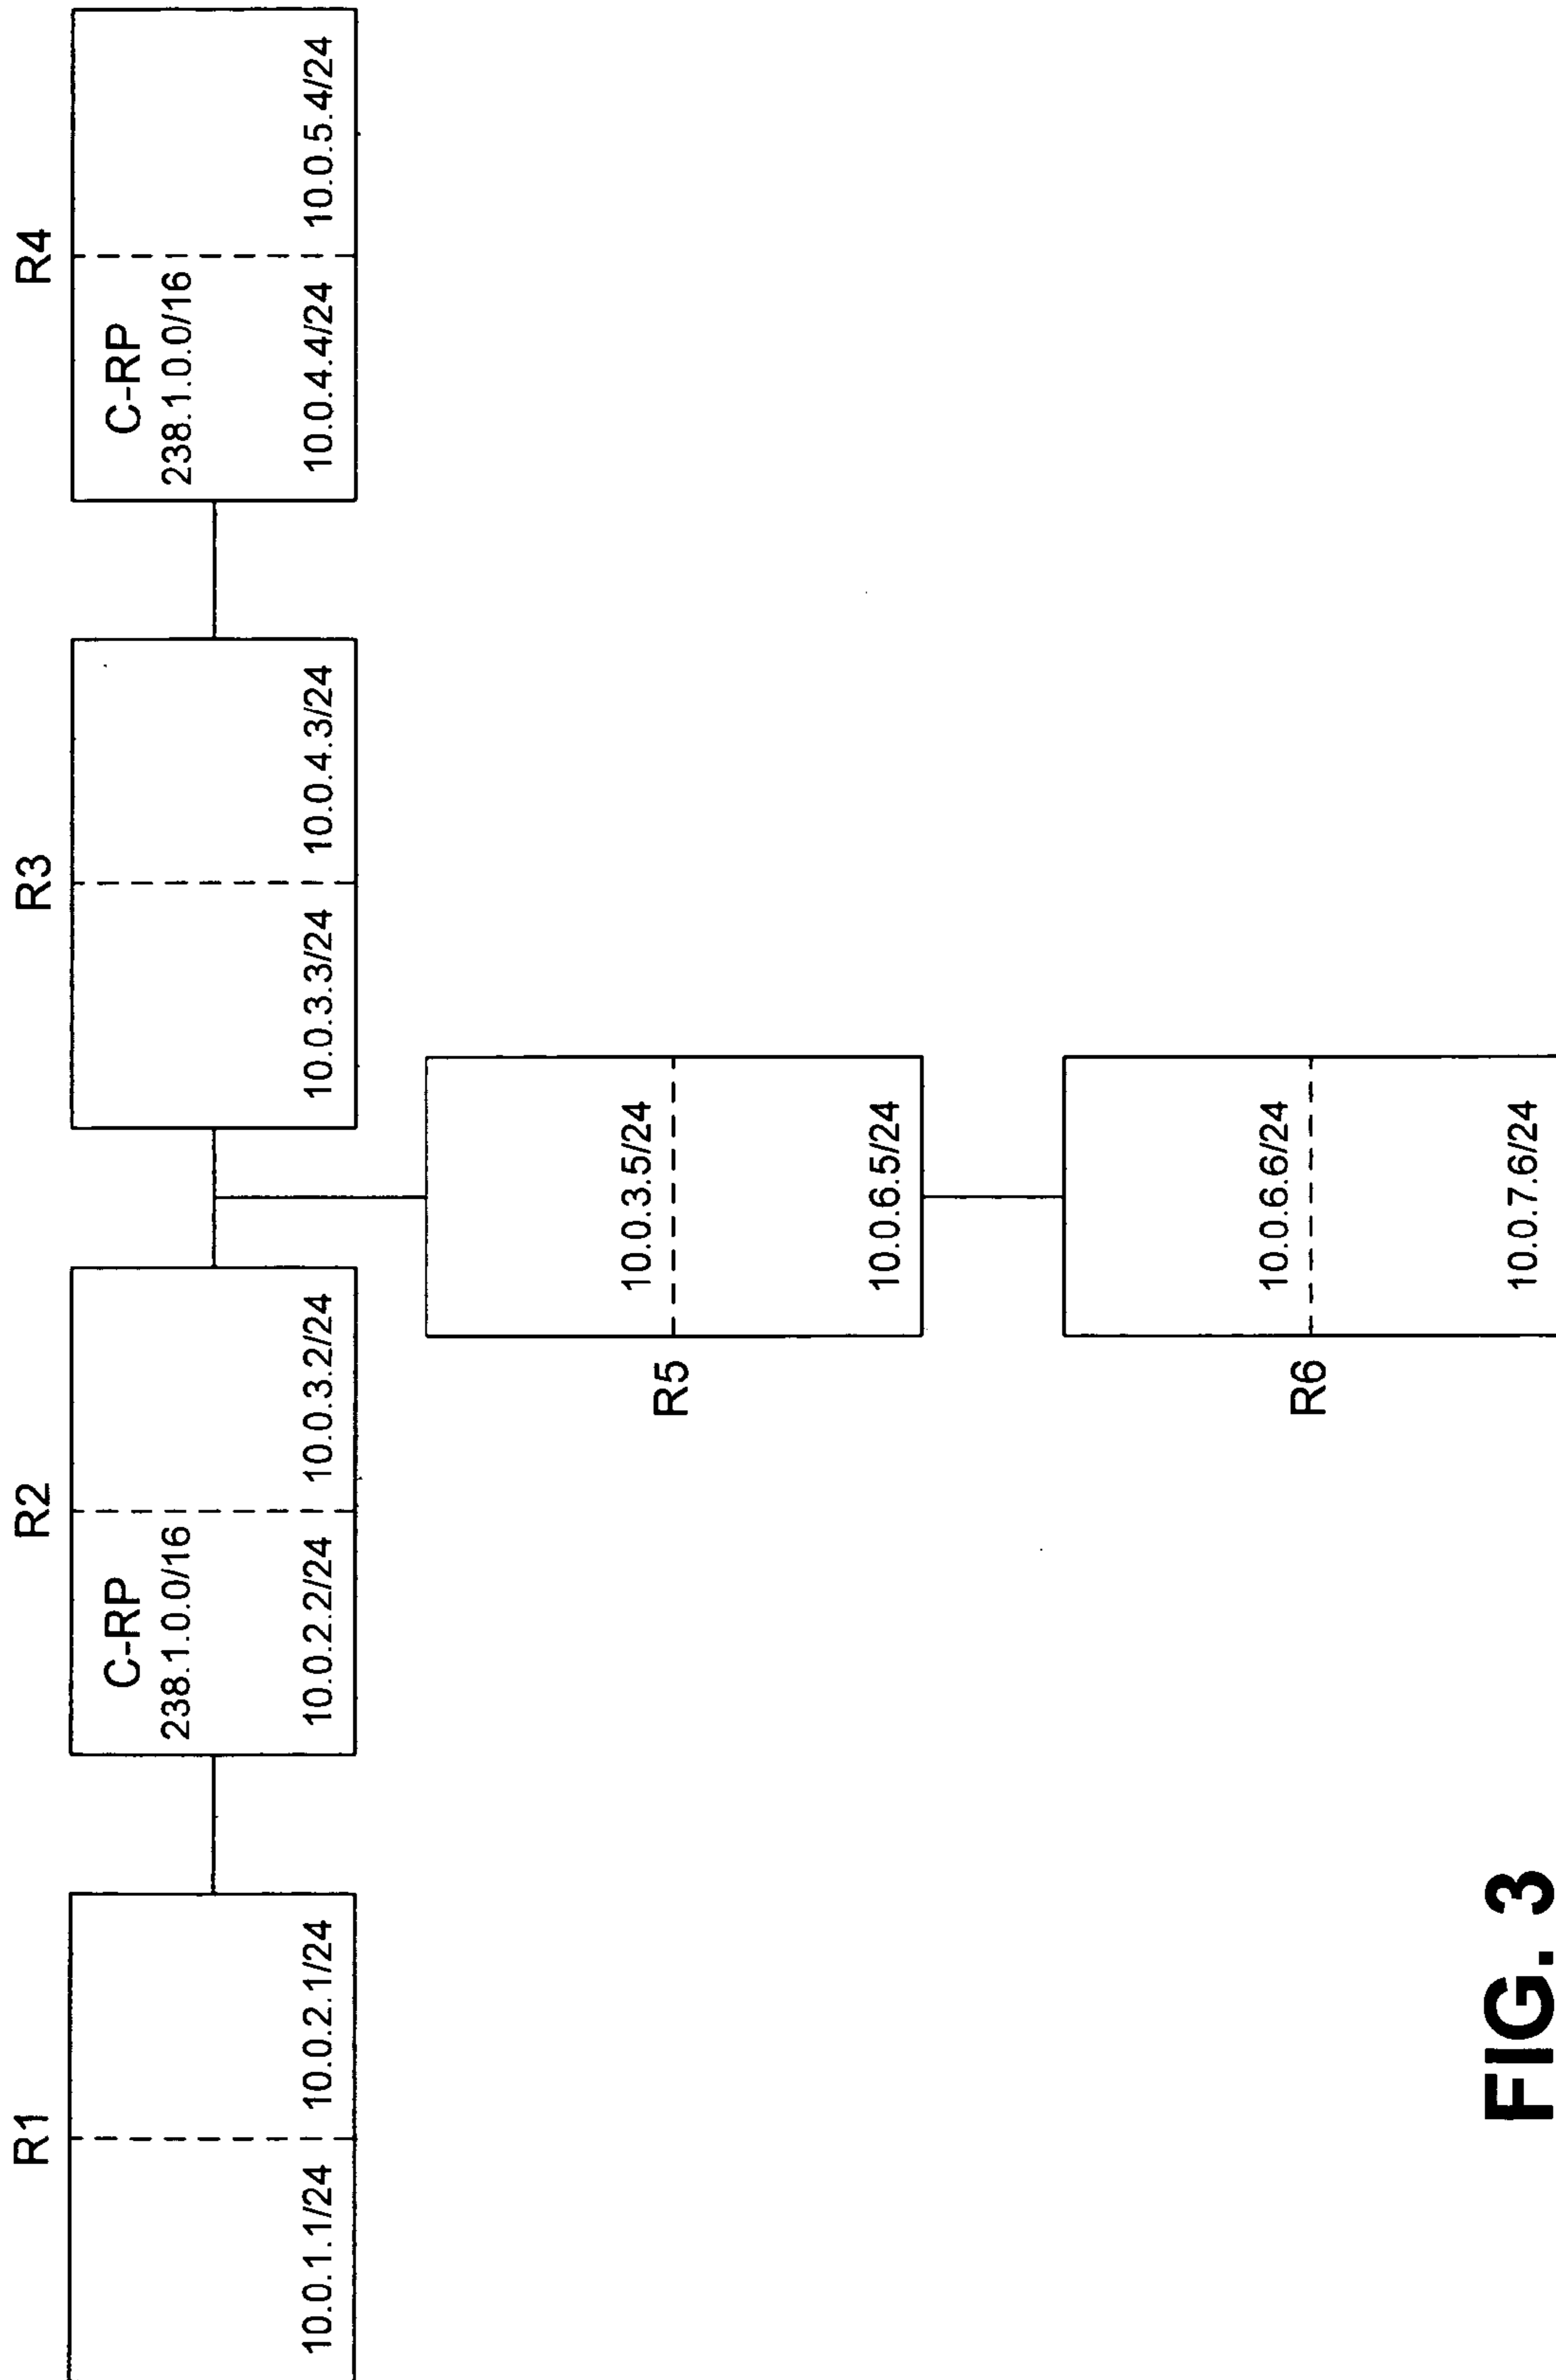 R1
10.0.1.1/24
10.0.2.1/24
R2
C-RP
238.1.0.0/16
10.0.2.2/24
10.0.3.2/24
R3
10.0.3.3/24
10.0.4.3/24
R4
C-RP
238.1.0.0/16
10.0.4.4/24
10.0.5.4/24
R5
10.0.3.5/24
10.0.6.5/24
R6
10.0.6.6/24
10.0.7.6/24
FIG. 3